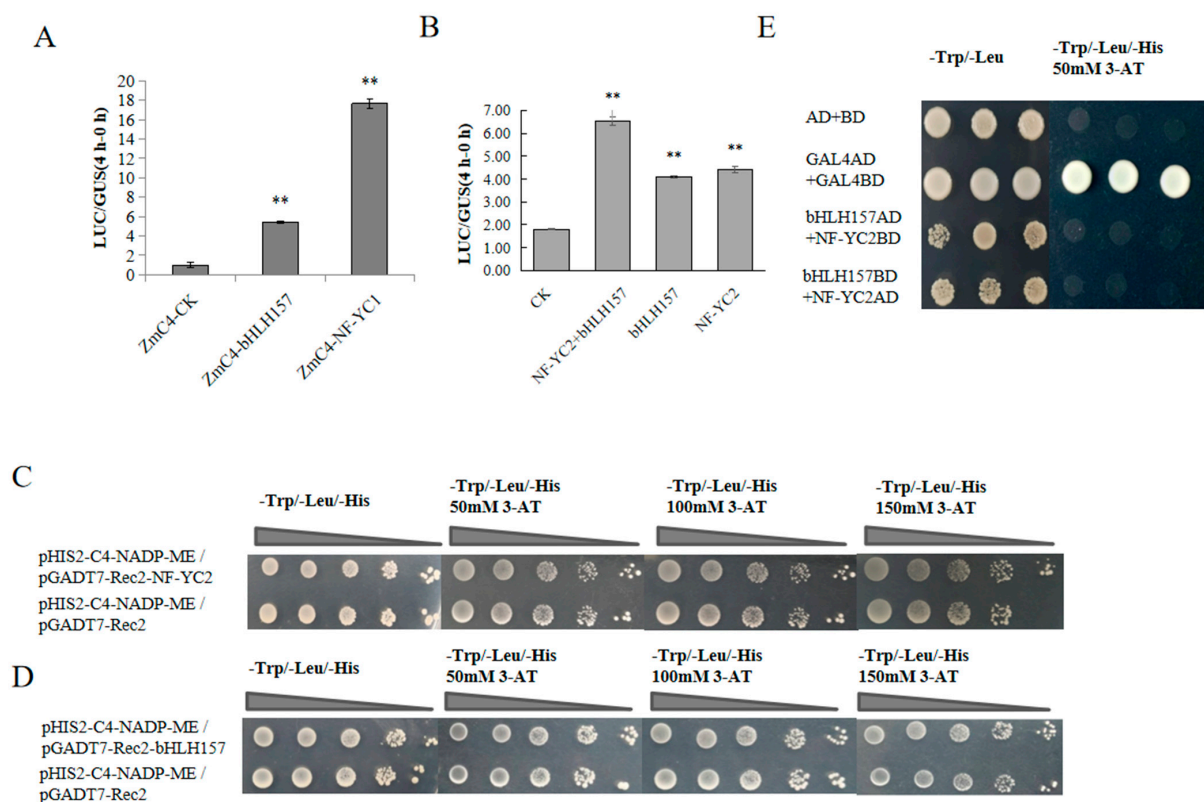 A
LUC/GUS(4 h-0 h)
20
18
16
14
12
10
8
6
4
2
0
**
**
ZmC4-CK
ZmC4-bHLH157
ZmC4-NF-YC1
B
LUC/GUS(4 h-0 h)
7.00
6.00
5.00
4.00
3.00
2.00
1.00
0.00
**
**
**
CK
NF-YC2+bHLH157
bHLH157
NF-YC2
E
-Trp/-Leu
-Trp/-Leu/-His
50mM 3-AT
AD+BD
GAL4AD
+GAL4BD
bHLH157AD
+NF-YC2BD
bHLH157BD
+NF-YC2AD
C
-Trp/-Leu/-His
-Trp/-Leu/-His
50mM 3-AT
-Trp/-Leu/-His
100mM 3-AT
-Trp/-Leu/-His
150mM 3-AT
pHIS2-C4-NADP-ME /
pGADT7-Rec2-NF-YC2
pHIS2-C4-NADP-ME /
pGADT7-Rec2
D
-Trp/-Leu/-His
-Trp/-Leu/-His
50mM 3-AT
-Trp/-Leu/-His
100mM 3-AT
-Trp/-Leu/-His
150mM 3-AT
pHIS2-C4-NADP-ME /
pGADT7-Rec2-bHLH157
pHIS2-C4-NADP-ME /
pGADT7-Rec2